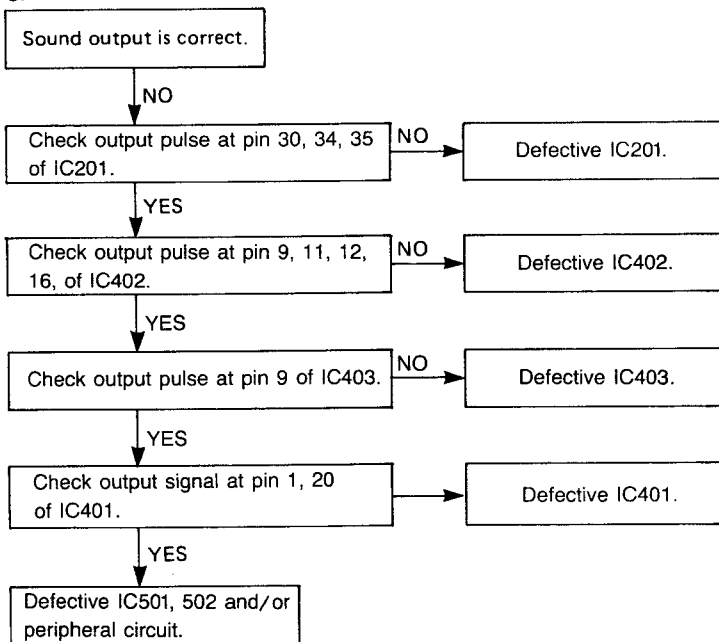 Sound output is correct.
NO
Check output pulse at pin 30, 34, 35
of IC201.
NO
Defective IC201.
YES
Check output pulse at pin 9, 11, 12,
16, of IC402.
NO
Defective IC402.
YES
Check output pulse at pin 9 of IC403.
NO
Defective IC403.
YES
Check output signal at pin 1, 20
of IC401.
Defective IC401.
YES
Defective IC501, 502 and/or
peripheral circuit.